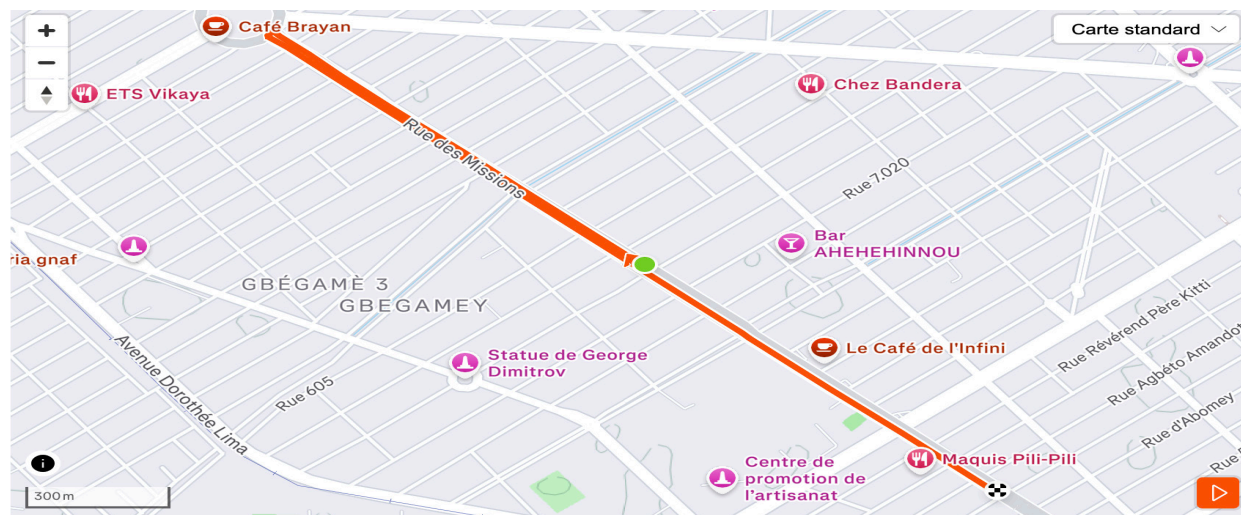 Café Brayan
Carte standard
ETS Vikaya
Chez Bandera
Rue des Missions
Rue 7.020
Bar
AHEHEHINNOU
ria gnaf
GBÉGAMÈ 3
GBEGAMEY
Rue Révérend Père Kitti
Avenue Dorothée Lima
Statue de George
Dimitrov
Le Café de l'Infini
Rue Agbéto Amandot
Rue 605
Rue d'Abomey
Maquis Pili-Pili
Centre de
promotion de
l'artisanat
Rue
300 m